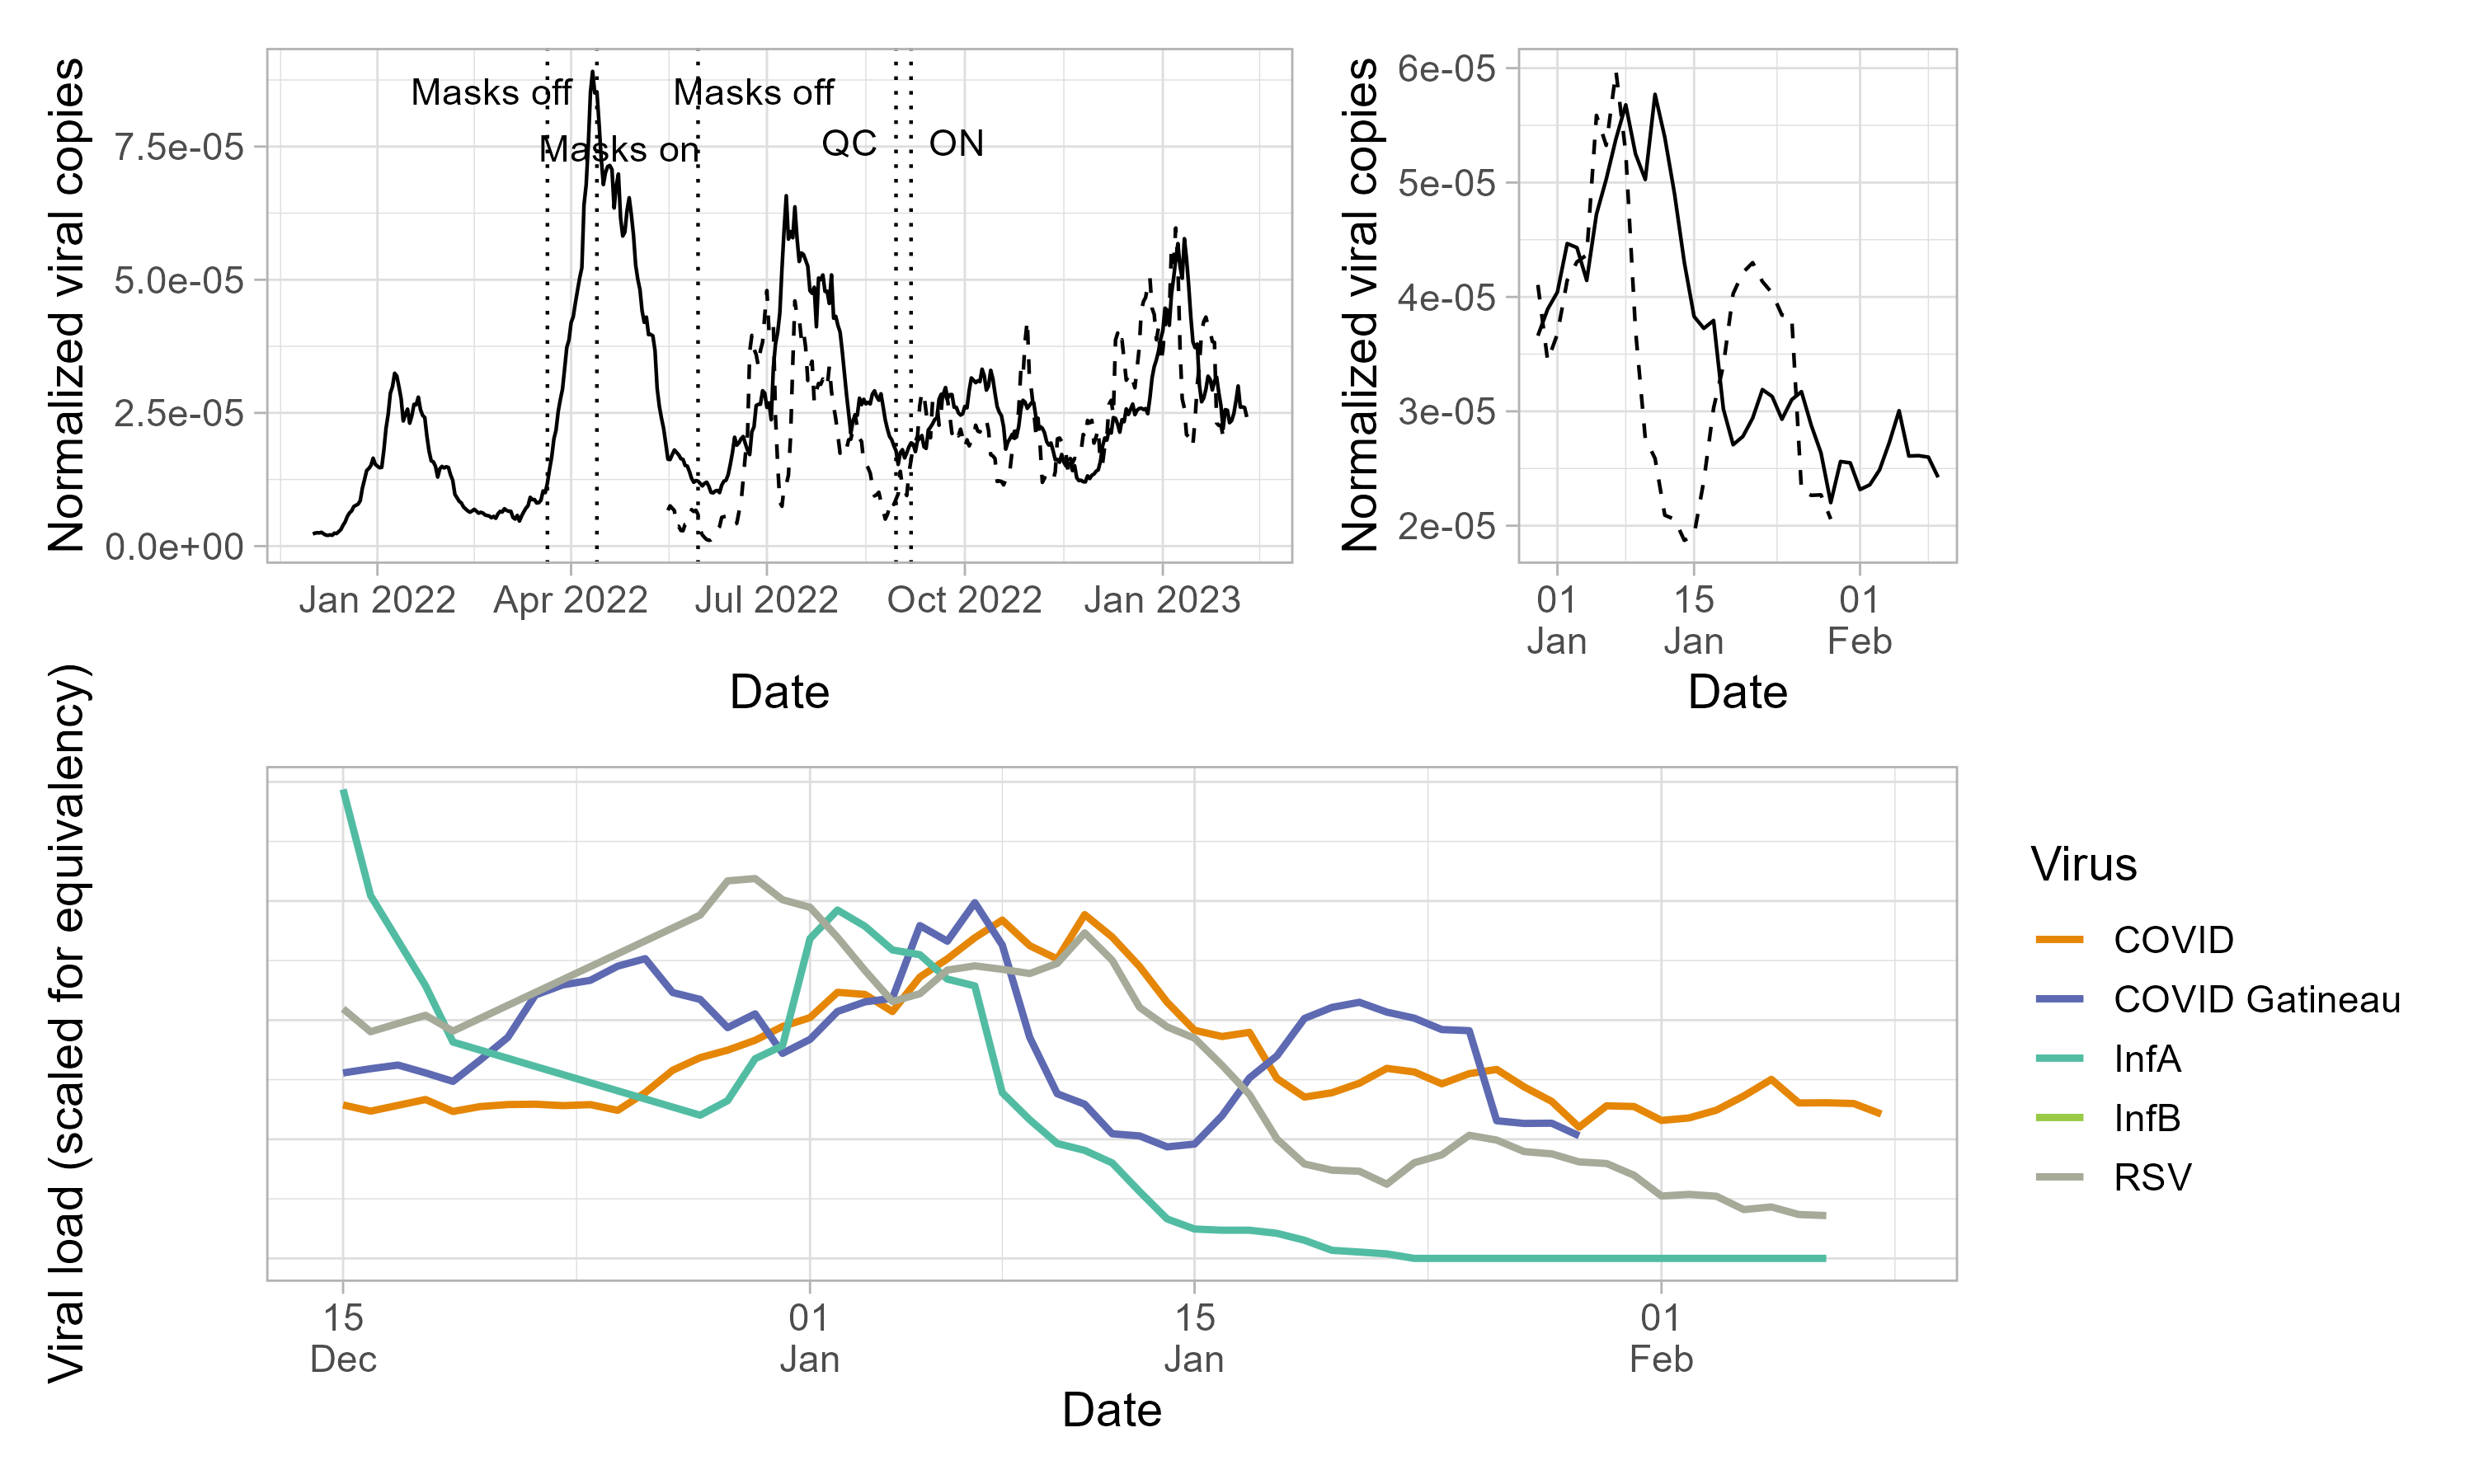 Normalized viral copies
7.5e-05
5.0e-05
2.5e-05
0.0e+00
Masks off
Masks on
Masks off
QC
ON
Jan 2022
Apr 2022
Jul 2022
Oct 2022
Jan 2023
Date
Normalized viral copies
6e-05
5e-05
4e-05
3e-05
2e-05
01
Jan
15
Jan
01
Feb
Date
Viral load (scaled for equivalency)
15
Dec
01
Jan
15
Jan
01
Feb
Date
Virus
COVID
COVID Gatineau
InfA
InfB
RSV